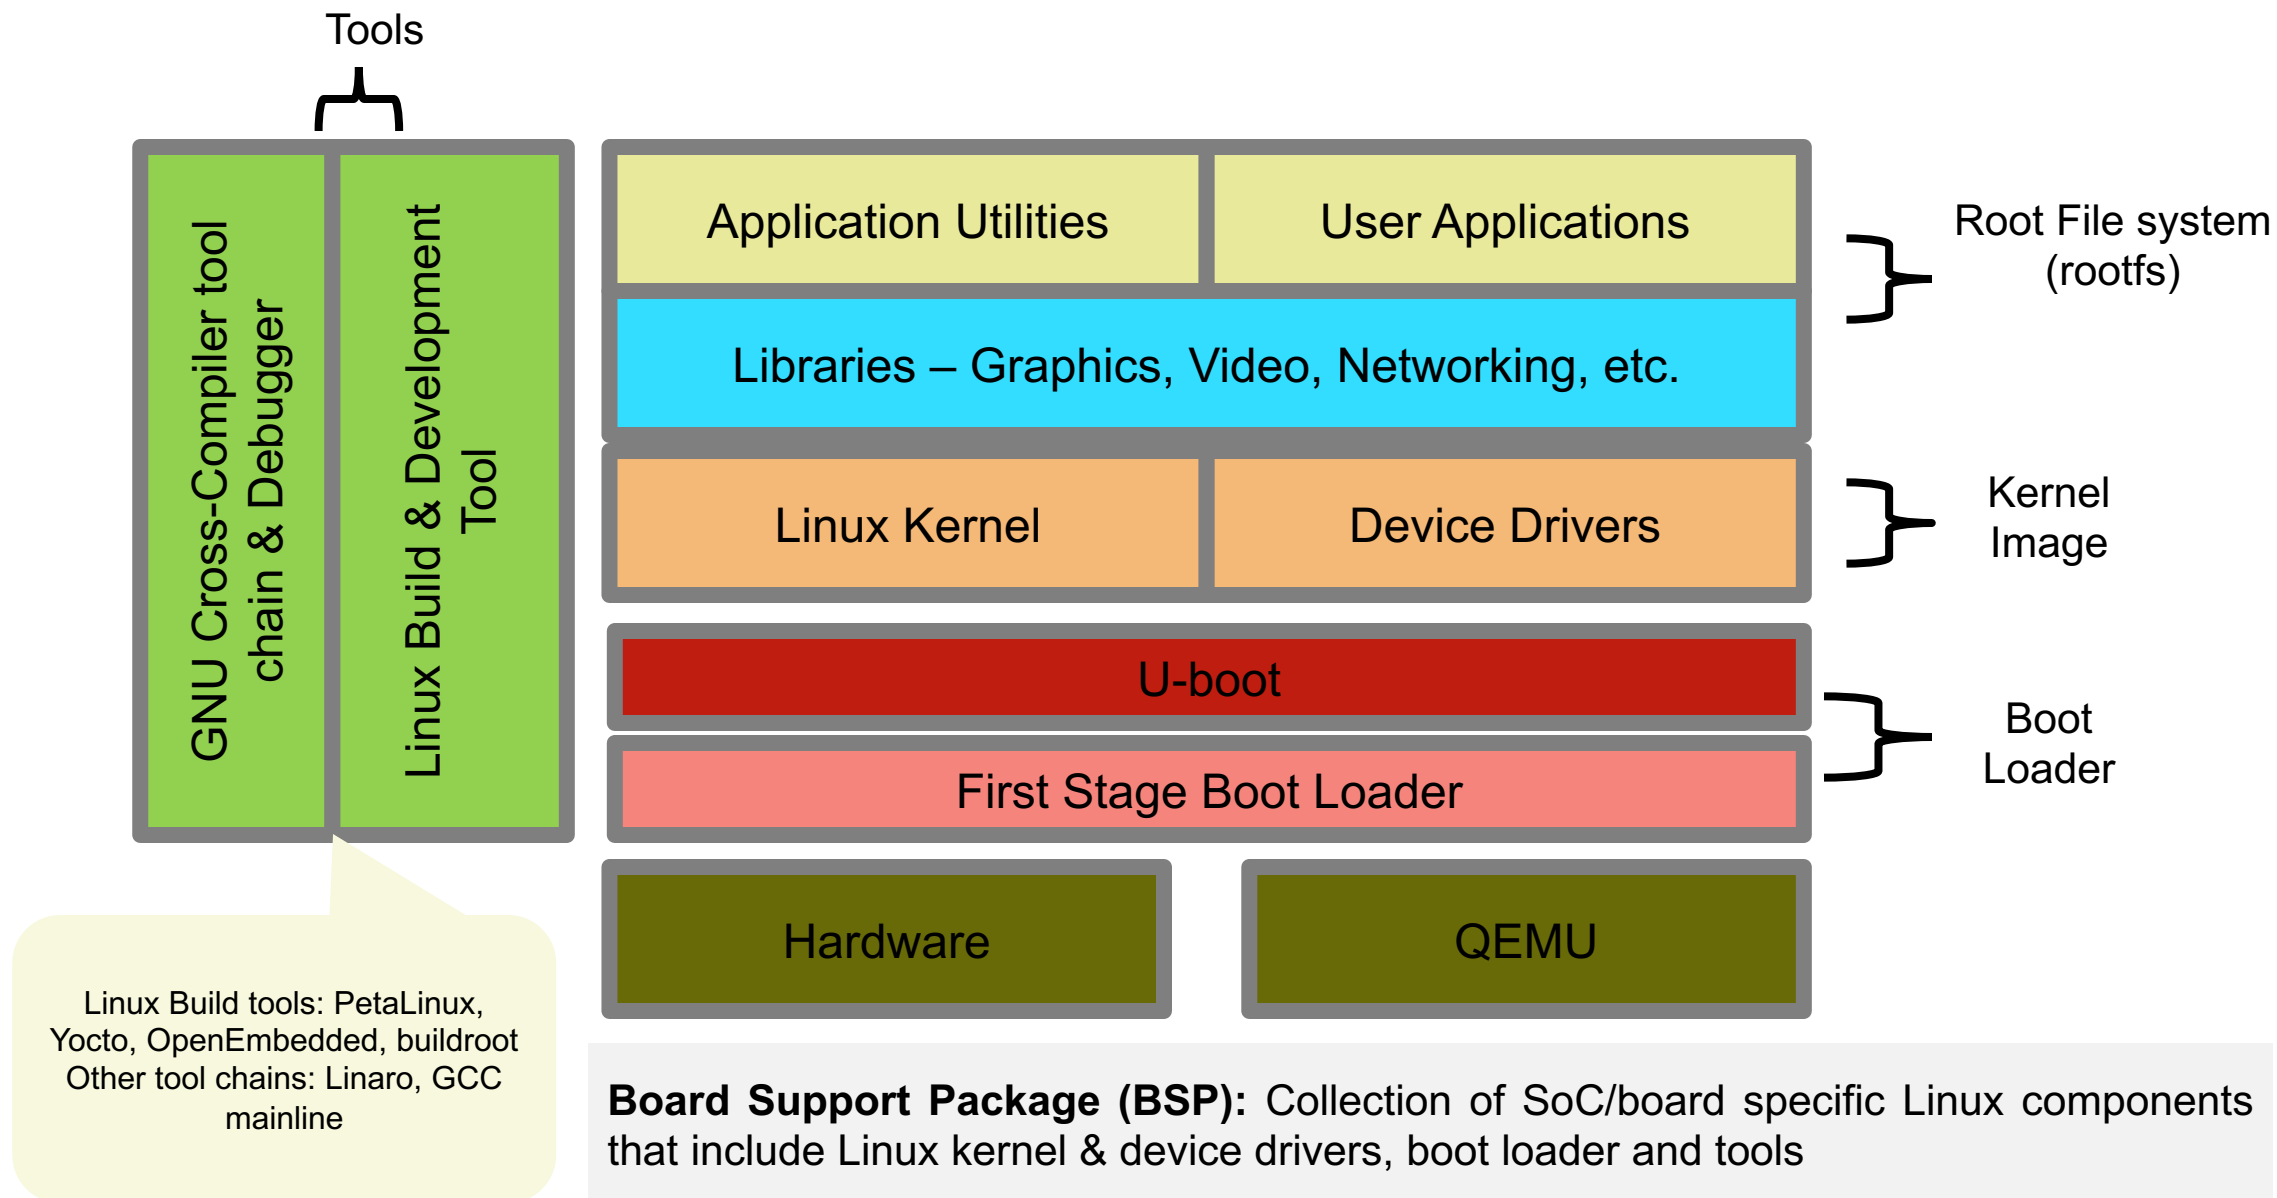 Tools
GNU Cross-Compiler tool
chain & Debugger
Linux Build & Development
Tool
Application Utilities
User Applications
Root File system
(rootfs)
Libraries – Graphics, Video, Networking, etc.
Linux Kernel
Device Drivers
Kernel
Image
U-boot
Boot
Loader
First Stage Boot Loader
Hardware
QEMU
Linux Build tools: PetaLinux,
Yocto, OpenEmbedded, buildroot
Other tool chains: Linaro, GCC
mainline
Board Support Package (BSP): Collection of SoC/board specific Linux components
that include Linux kernel & device drivers, boot loader and tools